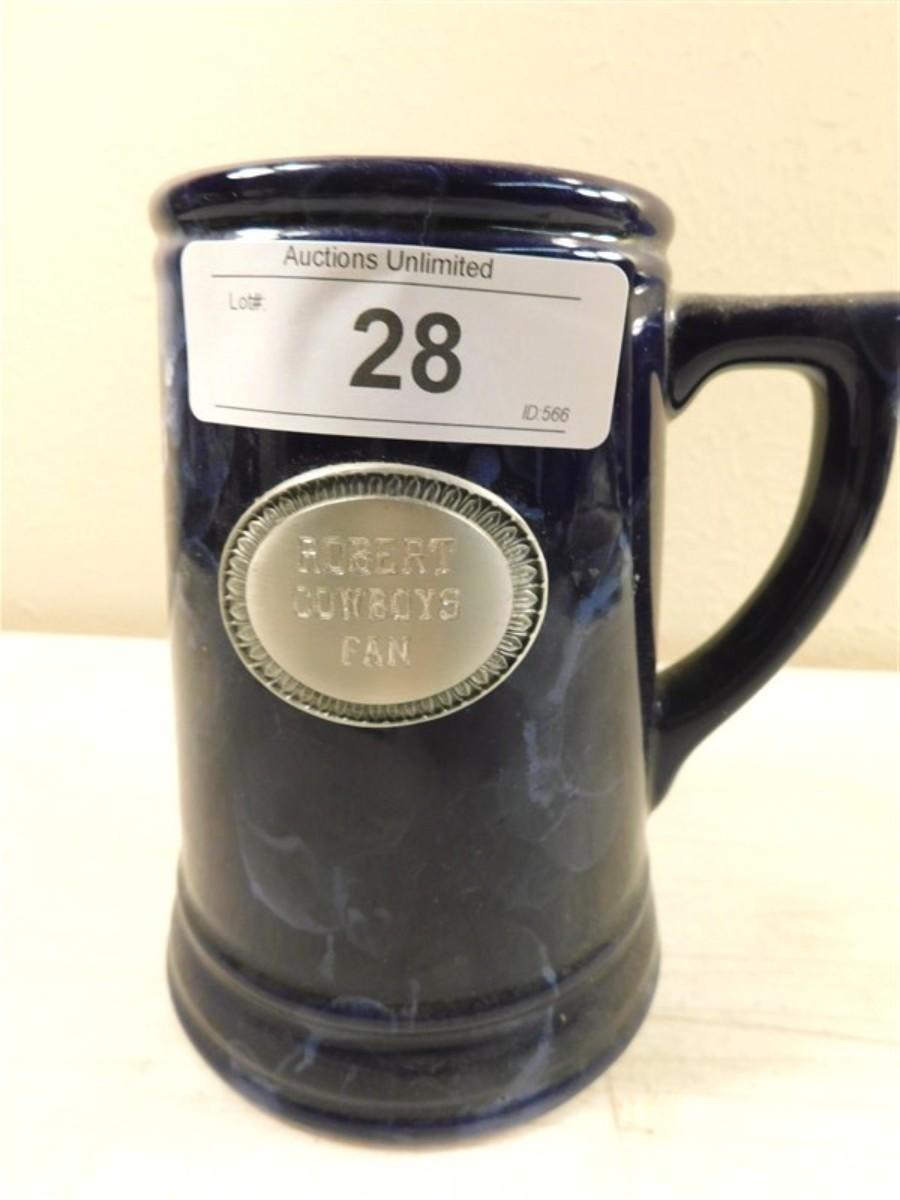 Auctions Unlimited
Lot#:
28
ID:566
ROBERT
COWBOYS
FAN